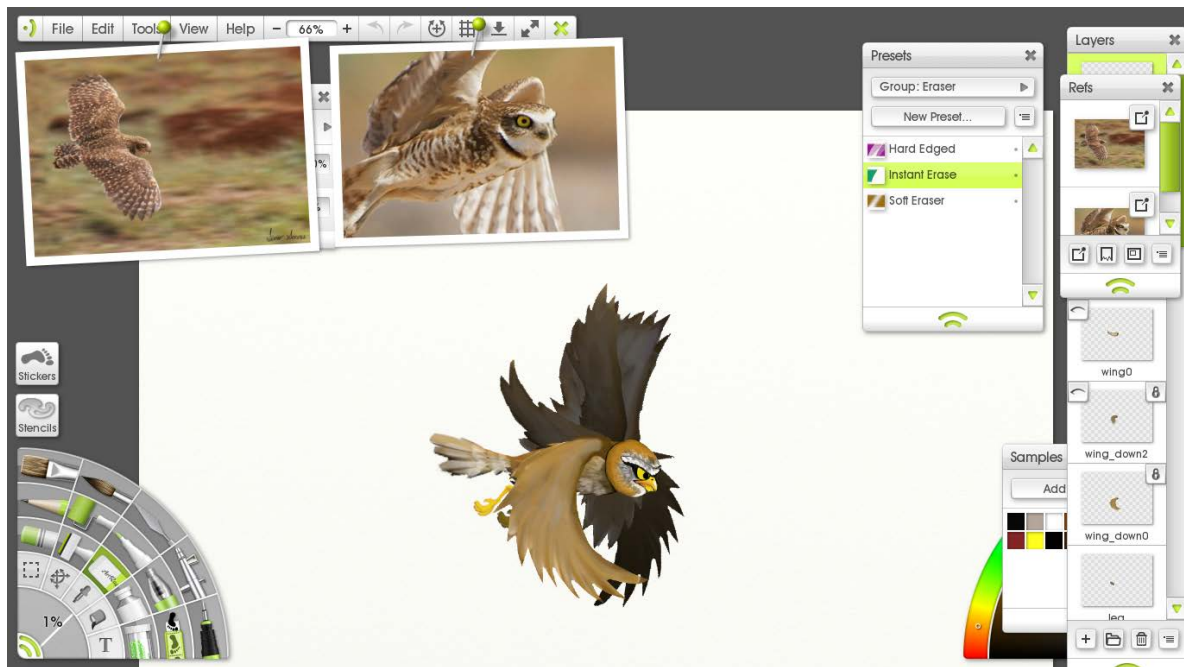 File Edit Tools View Help − 66% +
Presets
Group: Eraser
New Preset...
Hard Edged
Instant Erase
Soft Eraser
Layers
Refs
wing0
wing_down2
wing_down0
leg
Samples
Add
Stickers
Stencils
1%
T